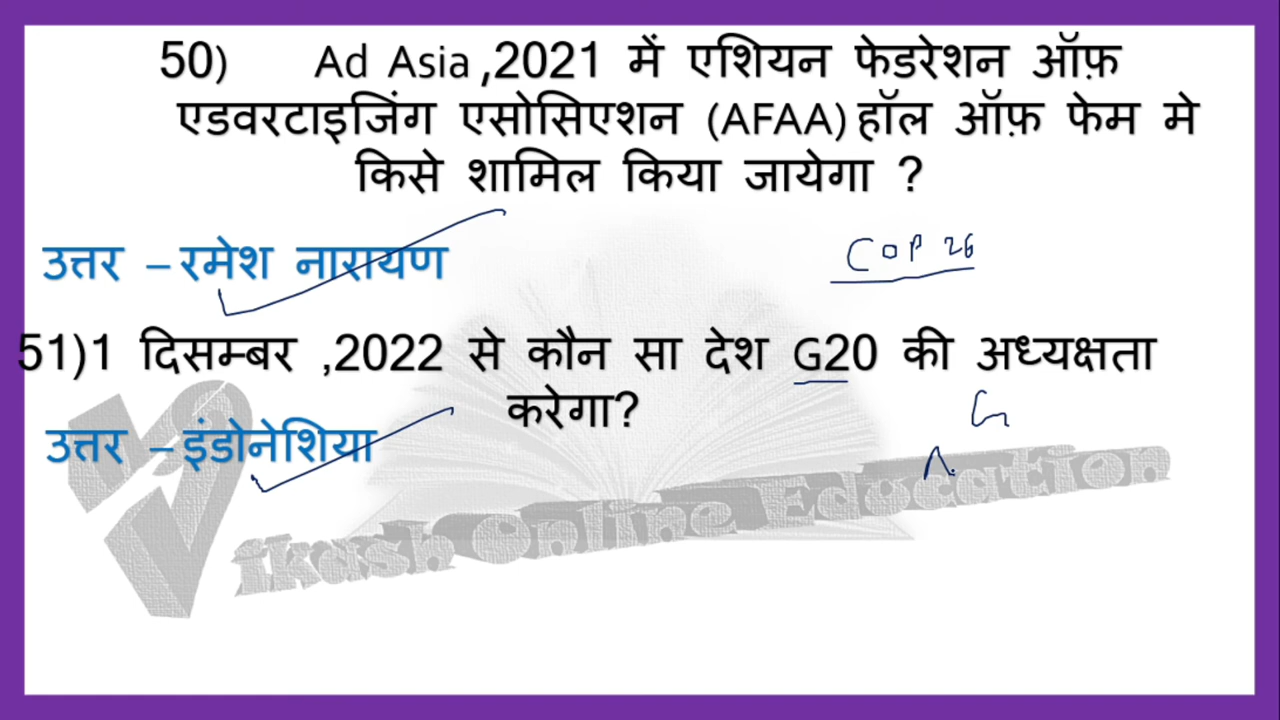 50) Ad Asia ,2021 में एशियन फेडरेशन ऑफ़
एडवरटाइजिंग एसोसिएशन (AFAA) हॉल ऑफ़ फेम मे
किसे शामिल किया जायेगा ?
उत्तर – रमेश नारायण
COP 26
51)1 दिसम्बर ,2022 से कौन सा देश G20 की अध्यक्षता
करेगा?
उत्तर – इंडोनेशिया
G
Vikash Online Education